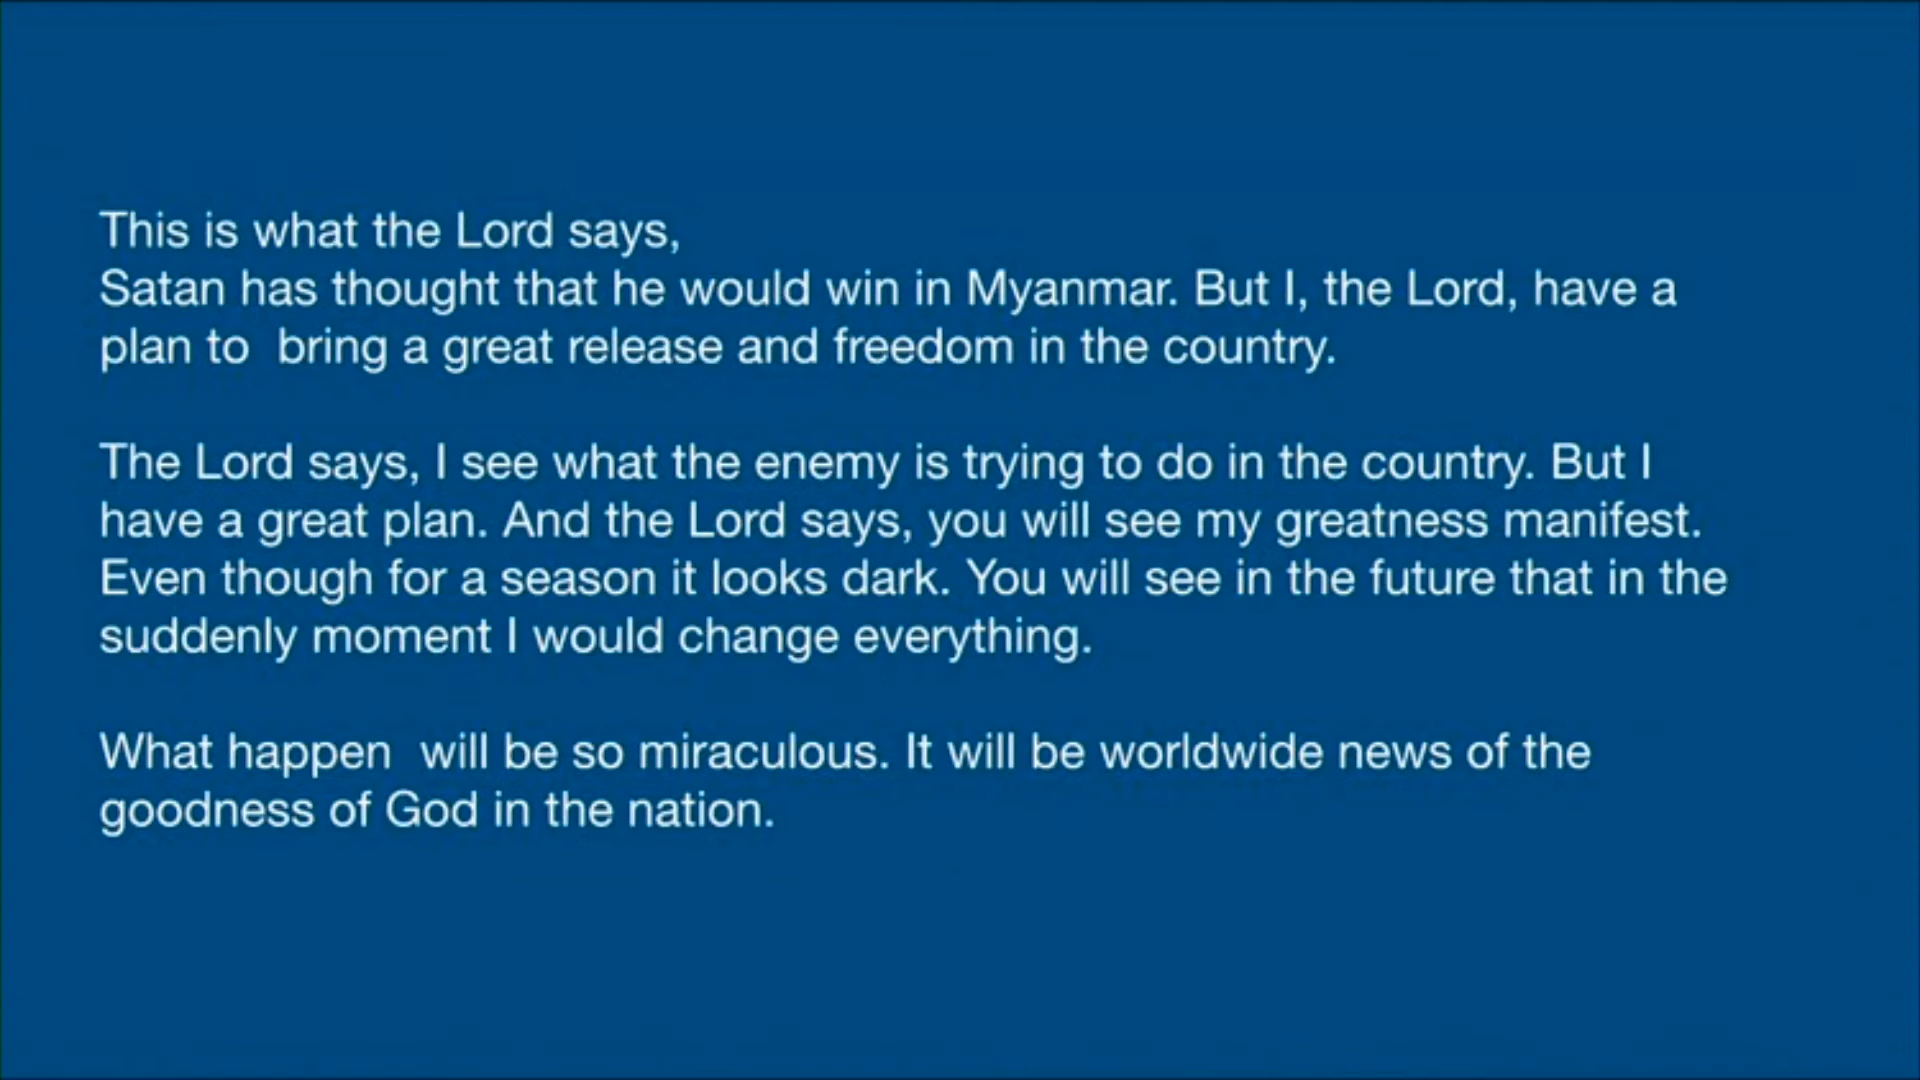 This is what the Lord says,
Satan has thought that he would win in Myanmar. But I, the Lord, have a
plan to  bring a great release and freedom in the country.
The Lord says, I see what the enemy is trying to do in the country. But I
have a great plan. And the Lord says, you will see my greatness manifest.
Even though for a season it looks dark. You will see in the future that in the
suddenly moment I would change everything.
What happen  will be so miraculous. It will be worldwide news of the
goodness of God in the nation.